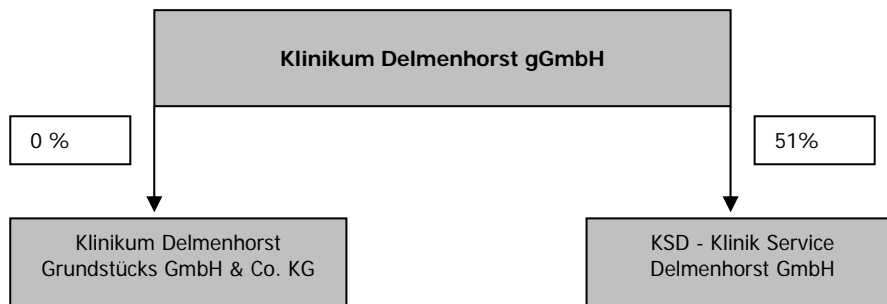 Klinikum Delmenhorst gGmbH
0 %
51%
Klinikum Delmenhorst
Grundstücks GmbH & Co. KG
KSD - Klinik Service
Delmenhorst GmbH